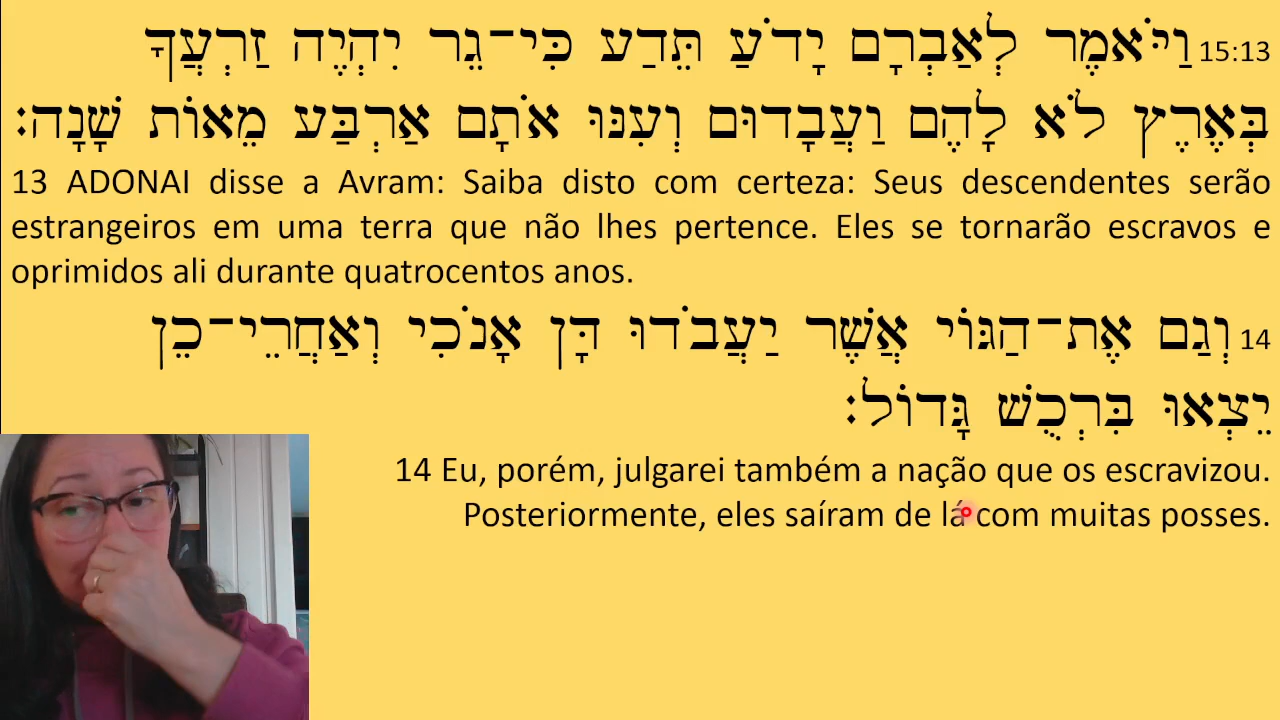 15:13 וַיֹּאמֶר לְאַבְרָם יָדֹעַ תֵּדַע כִּי־גֵר יִהְיֶה זַרְעֲךָ
בְּאֶרֶץ לֹא לָהֶם וַעֲבָדוּם וְעִנּוּ אֹתָם אַרְבַּע מֵאוֹת שָׁנָה׃
13 ADONAI disse a Avram: Saiba disto com certeza: Seus descendentes serão
estrangeiros em uma terra que não lhes pertence. Eles se tornarão escravos e
oprimidos ali durante quatrocentos anos.
14 וְגַם אֶת־הַגּוֹי אֲשֶׁר יַעֲבֹדוּ דָּן אָנֹכִי וְאַחֲרֵי־כֵן
יֵצְאוּ בִּרְכֻשׁ גָּדוֹל׃
14 Eu, porém, julgarei também a nação que os escravizou.
Posteriormente, eles saíram de lá com muitas posses.